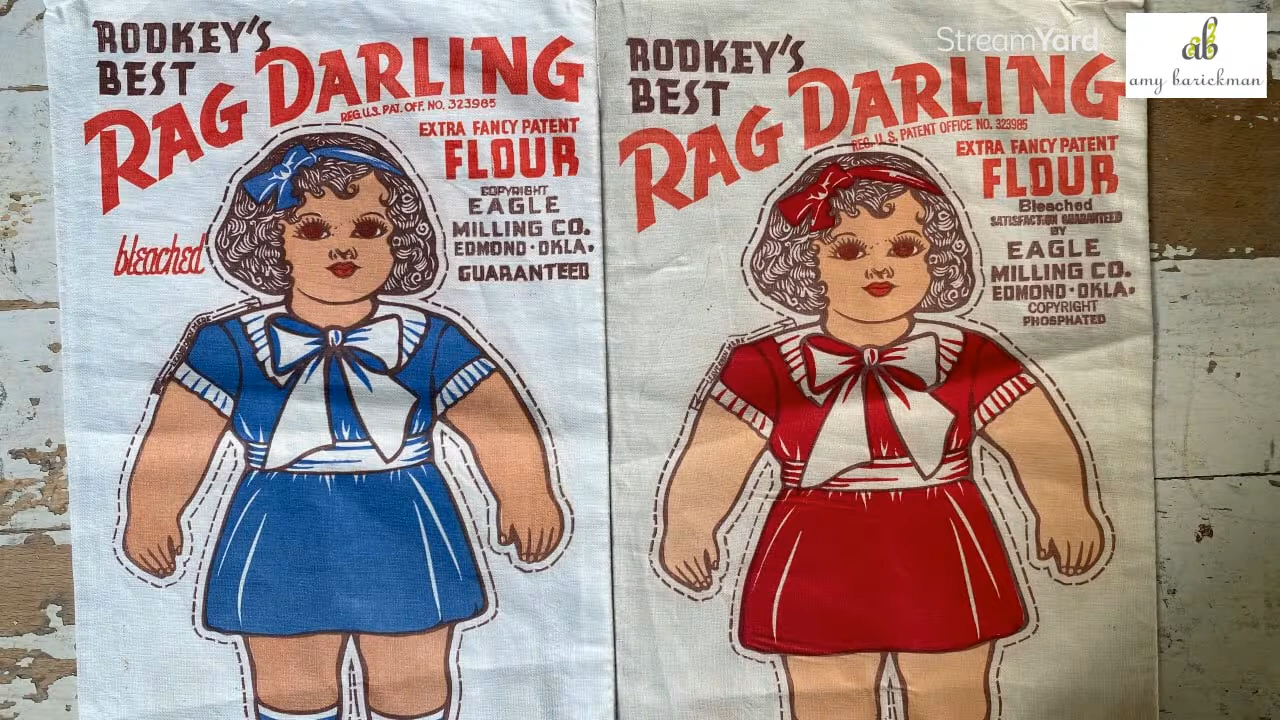 RODKEY'S
BEST
RAG DARLING
REG. U.S. PAT. OFF. NO. 323985
EXTRA FANCY PATENT
FLOUR
COPYRIGHT
EAGLE
MILLING CO.
EDMOND·OKLA.
GUARANTEED
bleached
RODKEY'S
BEST
RAG DARLING
REG. U. S. PATENT OFFICE NO. 323985
EXTRA FANCY PATENT
FLOUR
Bleached
SATISFACTION GUARANTEED
BY
EAGLE
MILLING CO.
EDMOND·OKLA.
COPYRIGHT
PHOSPHATED
StreamYard
ab
amy barickman